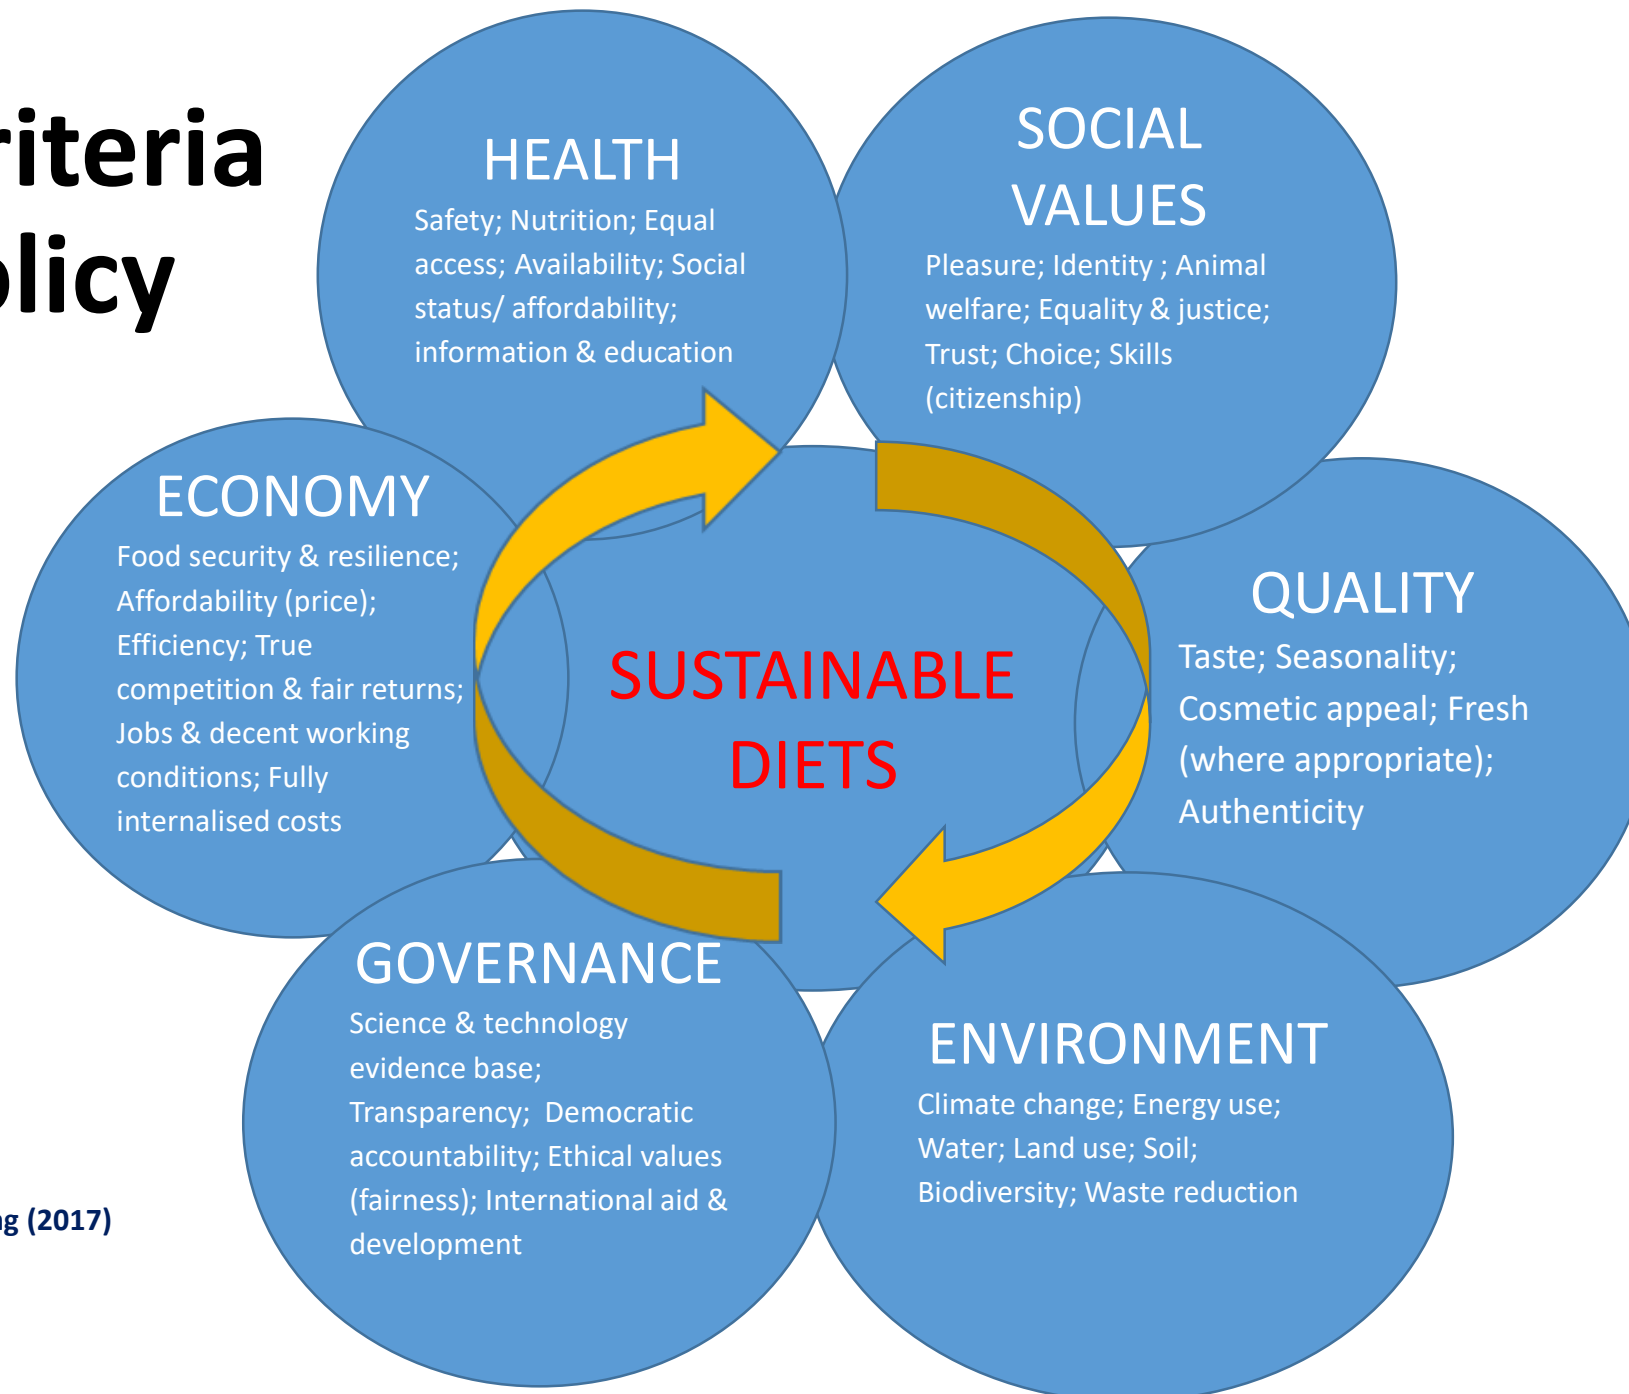 riteria
olicy
HEALTH
Safety; Nutrition; Equal
access; Availability; Social
status/ affordability;
information & education
SOCIAL
VALUES
Pleasure; Identity ; Animal
welfare; Equality & justice;
Trust; Choice; Skills
(citizenship)
ECONOMY
Food security & resilience;
Affordability (price);
Efficiency; True
competition & fair returns;
Jobs & decent working
conditions; Fully
internalised costs
SUSTAINABLE
DIETS
QUALITY
Taste; Seasonality;
Cosmetic appeal; Fresh
(where appropriate);
Authenticity
GOVERNANCE
Science & technology
evidence base;
Transparency;  Democratic
accountability; Ethical values
(fairness); International aid &
development
ENVIRONMENT
Climate change; Energy use;
Water; Land use; Soil;
Biodiversity; Waste reduction
g (2017)